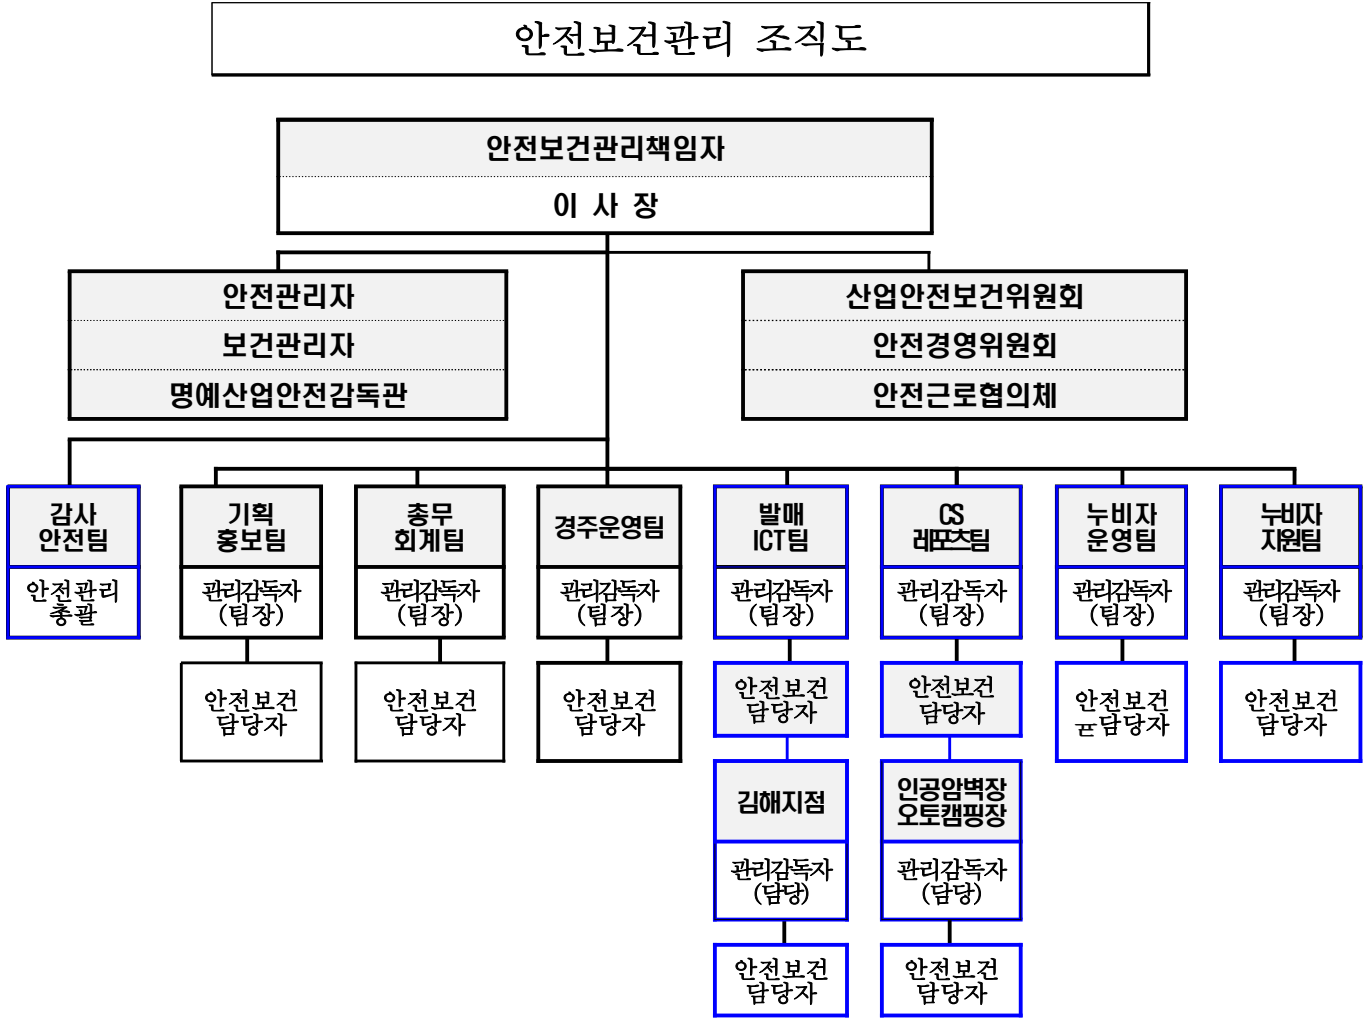 안전보건관리 조직도
안전보건관리책임자
이 사 장
안전관리자
보건관리자
명예산업안전감독관
산업안전보건위원회
안전경영위원회
안전근로협의체
감사
안전팀
안전관리
총괄
기획
홍보팀
관리감독자
(팀장)
안전보건
담당자
총무
회계팀
관리감독자
(팀장)
안전보건
담당자
경주운영팀
관리감독자
(팀장)
안전보건
담당자
발매
ICT팀
관리감독자
(팀장)
안전보건
담당자
김해지점
관리감독자
(담당)
안전보건
담당자
CS
레포츠팀
관리감독자
(팀장)
안전보건
담당자
인공암벽장
오토캠핑장
관리감독자
(담당)
안전보건
담당자
누비자
운영팀
관리감독자
(팀장)
안전보건
담당자
누비자
지원팀
관리감독자
(팀장)
안전보건
담당자